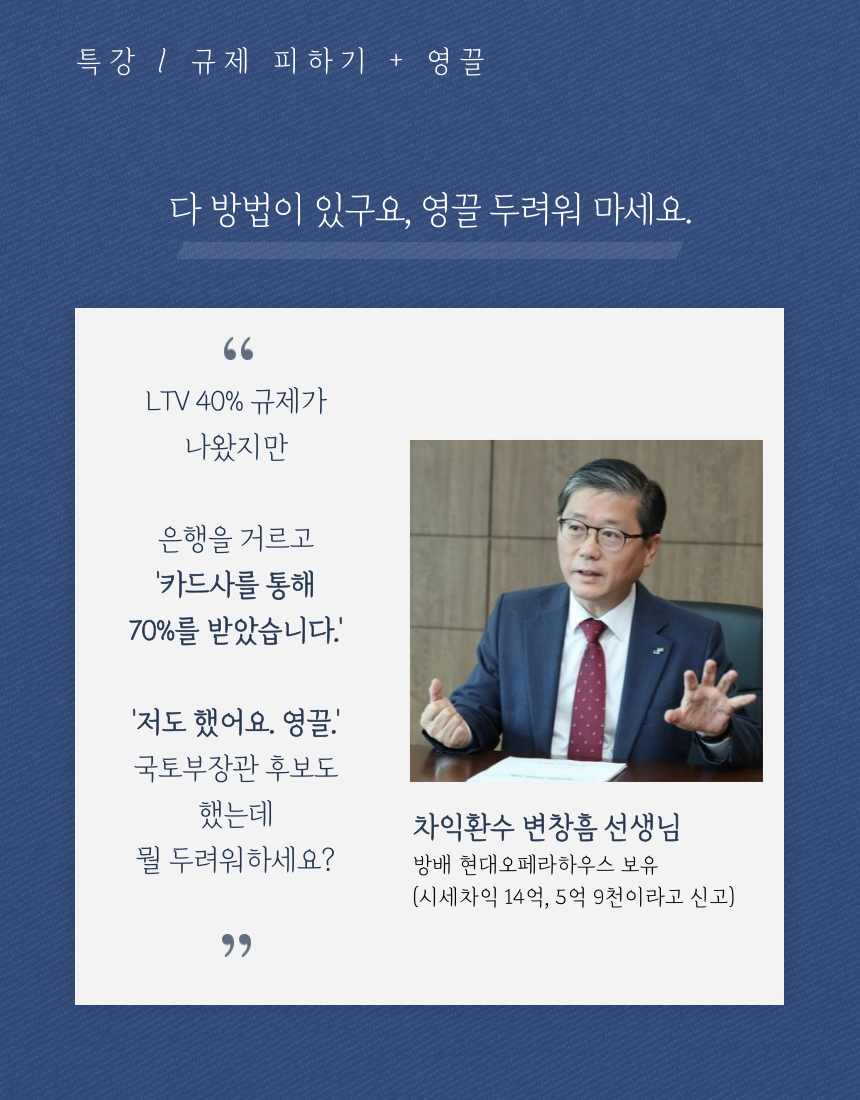 특강 / 규제 피하기 + 영끌
다 방법이 있구요, 영끌 두려워 마세요.
“
LTV 40% 규제가
나왔지만
은행을 거르고
'카드사를 통해
70%를 받았습니다.'
'저도 했어요. 영끌.'
국토부장관 후보도
했는데
뭘 두려워하세요?
”
차익환수 변창흠 선생님
방배 현대오페라하우스 보유
(시세차익 14억, 5억 9천이라고 신고)